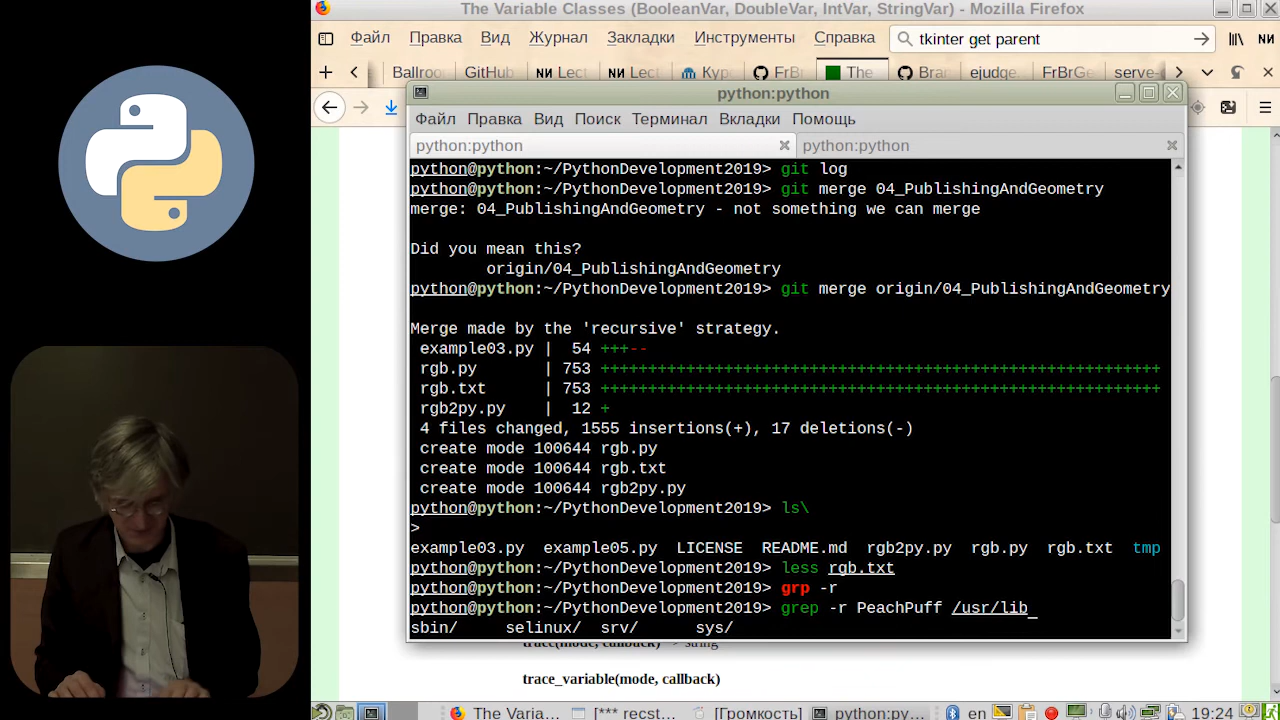 The Variable Classes (BooleanVar, DoubleVar, IntVar, StringVar) - Mozilla Firefox
Файл Правка Вид Журнал Закладки Инструменты Справка tkinter get parent
Ballroo GitHub Lect Lect Курс FrBr The Bran ejudge FrBrGe serve-
python:python
Файл Правка Вид Поиск Терминал Вкладки Помощь
python:python python:python
python@python:~/PythonDevelopment2019> git log
python@python:~/PythonDevelopment2019> git merge 04_PublishingAndGeometry
merge: 04_PublishingAndGeometry - not something we can merge
Did you mean this?
origin/04_PublishingAndGeometry
python@python:~/PythonDevelopment2019> git merge origin/04_PublishingAndGeometry
Merge made by the 'recursive' strategy.
example03.py | 54 +++--
rgb.py | 753 +++++++++++++++++++++++++++++++++++++++++++++++++++++++++++
rgb.txt | 753 +++++++++++++++++++++++++++++++++++++++++++++++++++++++++++
rgb2py.py | 12 +
4 files changed, 1555 insertions(+), 17 deletions(-)
create mode 100644 rgb.py
create mode 100644 rgb.txt
create mode 100644 rgb2py.py
python@python:~/PythonDevelopment2019> ls\
>
example03.py example05.py LICENSE README.md rgb2py.py rgb.py rgb.txt tmp
python@python:~/PythonDevelopment2019> less rgb.txt
python@python:~/PythonDevelopment2019> grp -r
python@python:~/PythonDevelopment2019> grep -r PeachPuff /usr/lib_
sbin/ selinux/ srv/ sys/
trace(mode, callback) -> string
trace_variable(mode, callback)
The Varia... [*** recst... [Громкость] python:py... en 19:24